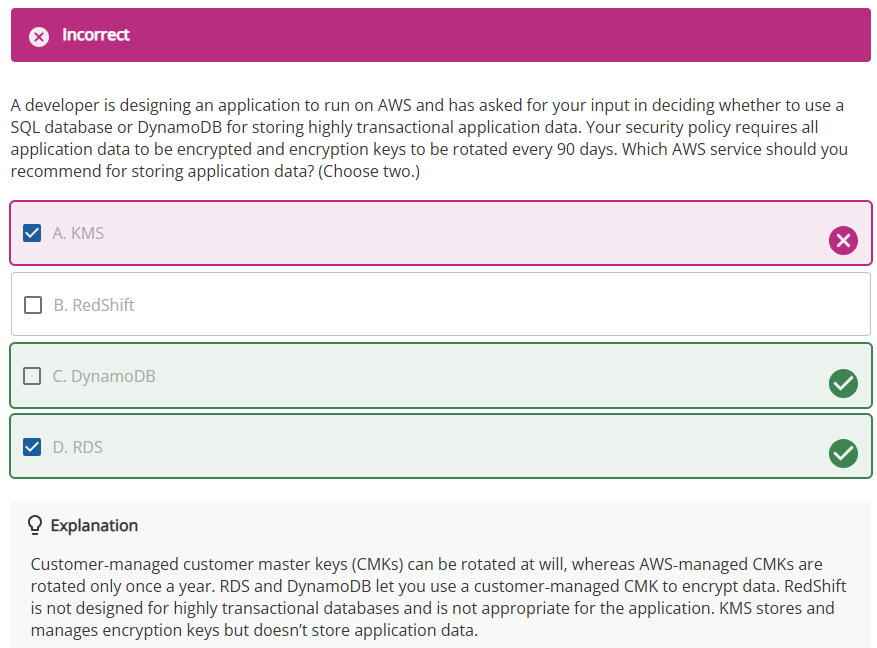 Incorrect
A developer is designing an application to run on AWS and has asked for your input in deciding whether to use a
SQL database or DynamoDB for storing highly transactional application data. Your security policy requires all
application data to be encrypted and encryption keys to be rotated every 90 days. Which AWS service should you
recommend for storing application data? (Choose two.)
A. KMS
B. RedShift
C. DynamoDB
D. RDS
Explanation
Customer-managed customer master keys (CMKs) can be rotated at will, whereas AWS-managed CMKs are
rotated only once a year. RDS and DynamoDB let you use a customer-managed CMK to encrypt data. RedShift
is not designed for highly transactional databases and is not appropriate for the application. KMS stores and
manages encryption keys but doesn’t store application data.